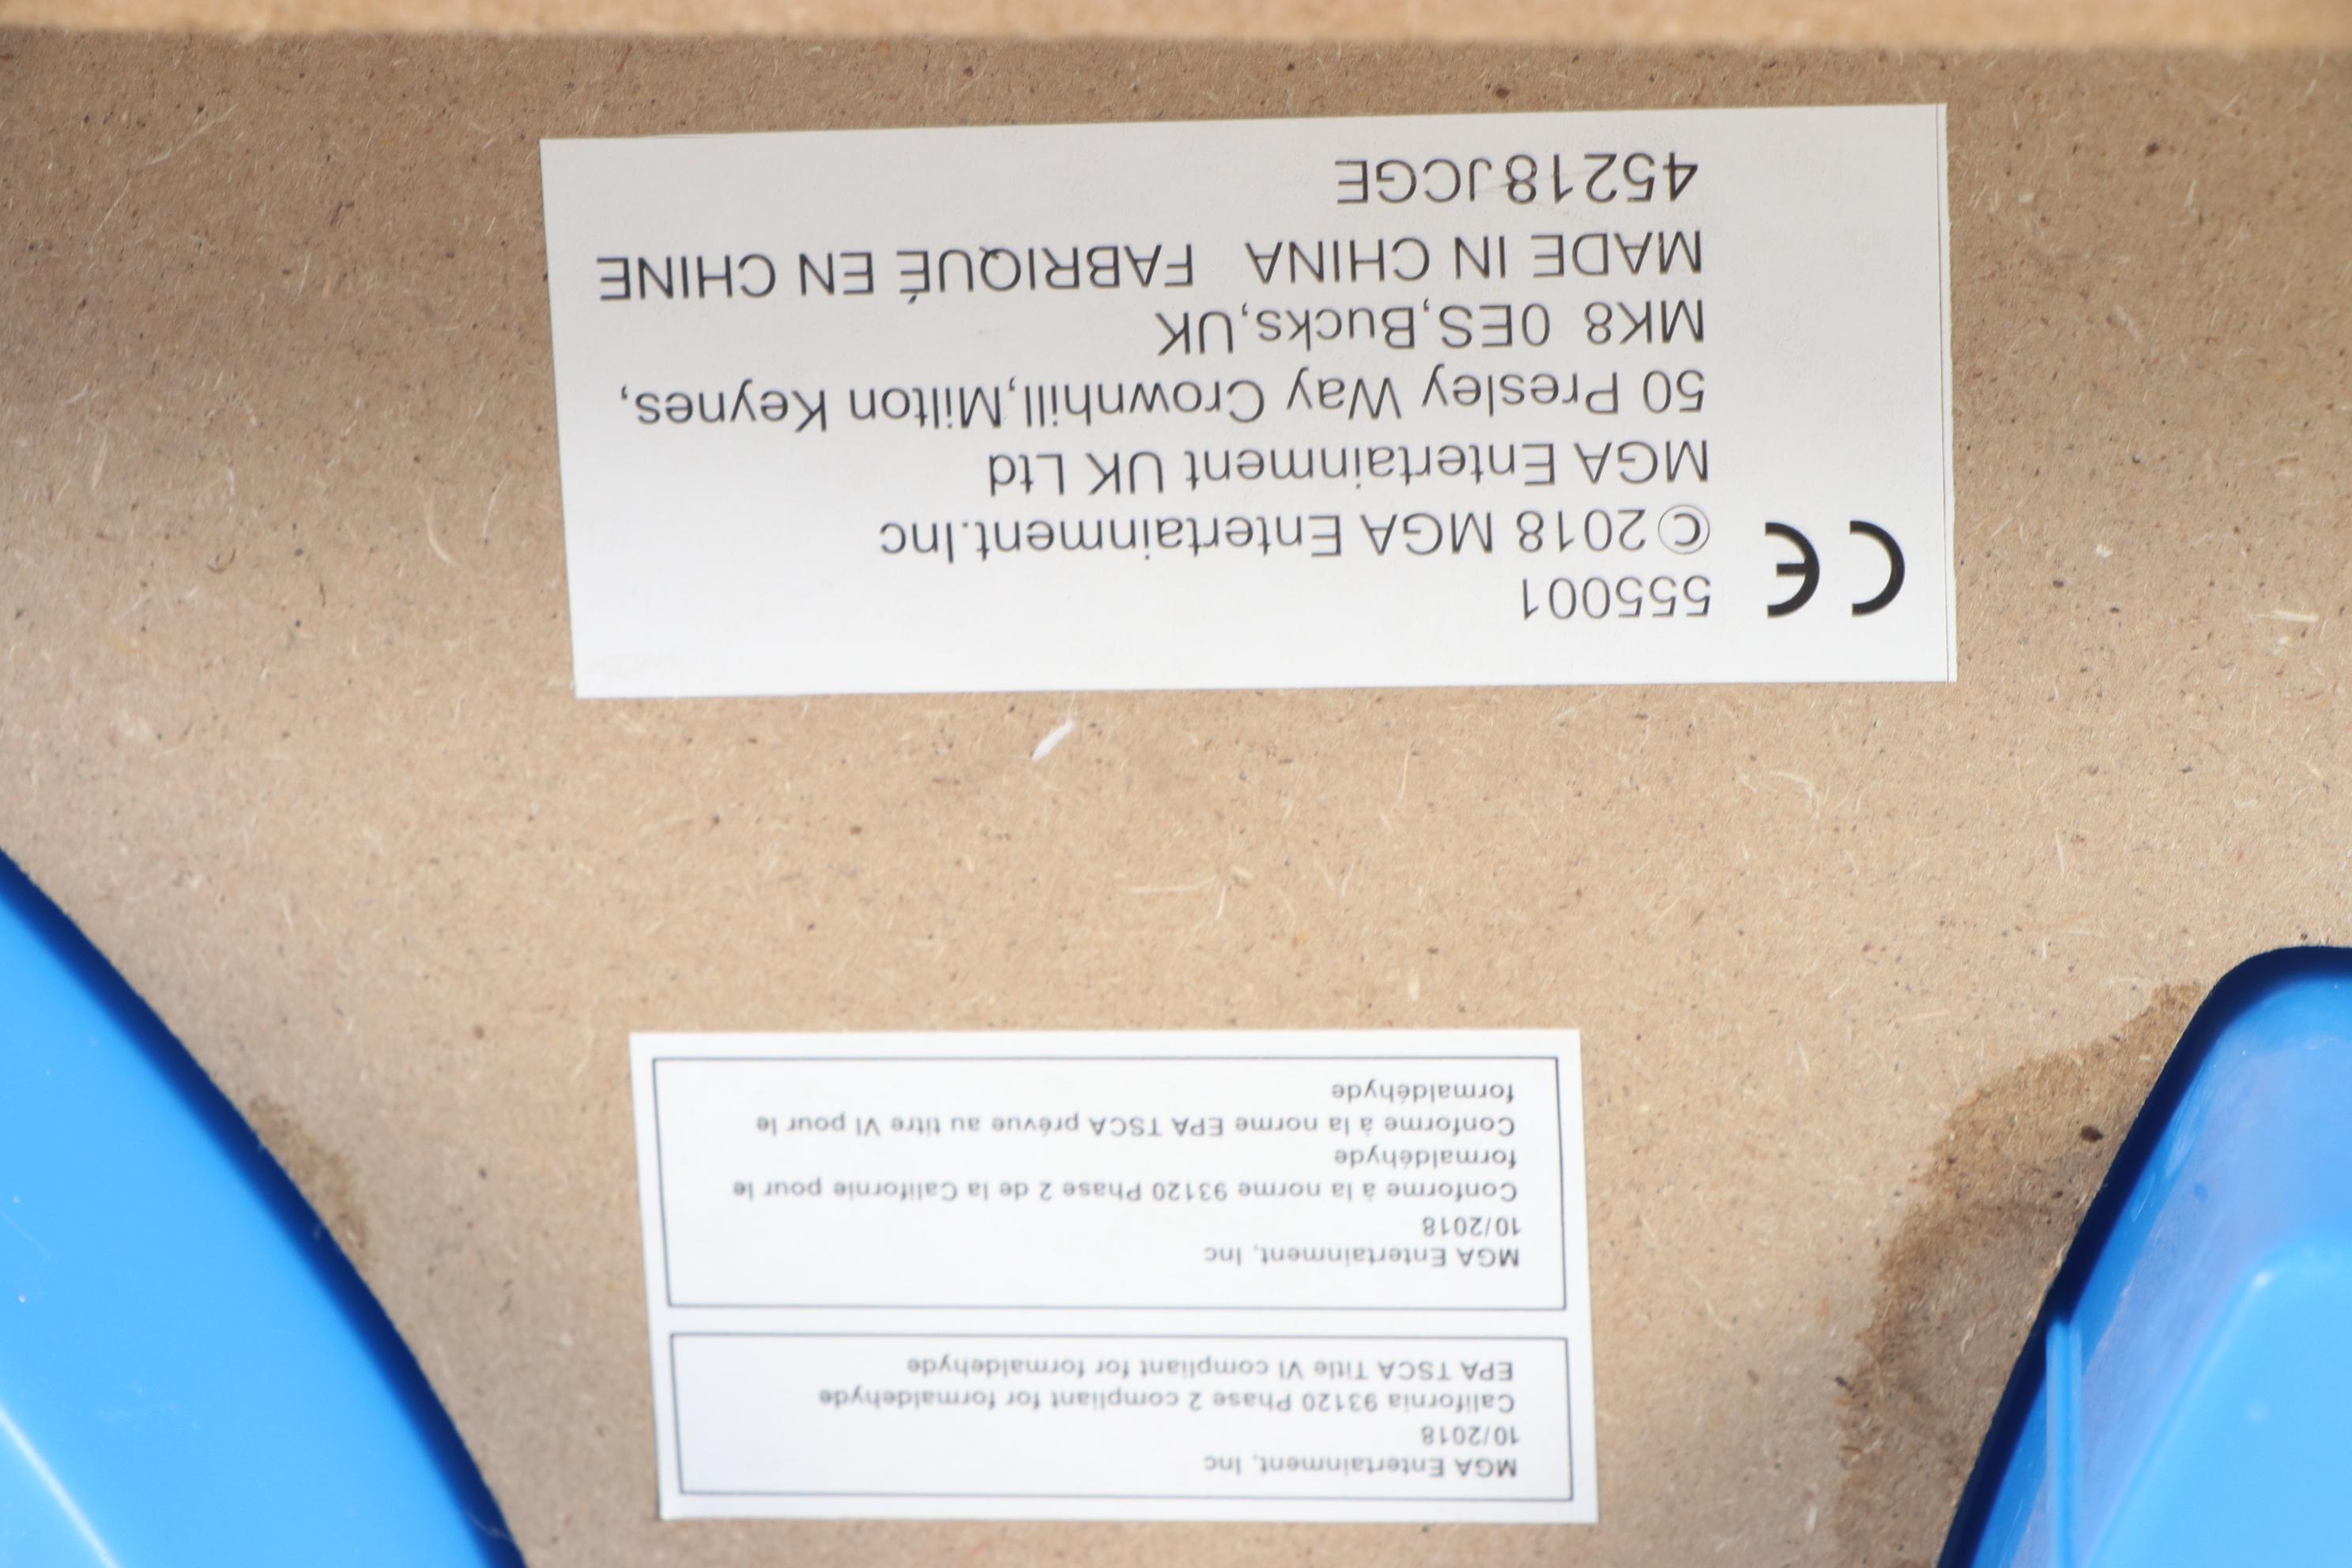 MGA Entertainment, Inc
10/2018
California 93120 Phase 2 compliant for formaldehyde
EPA TSCA Title VI compliant for formaldehyde
MGA Entertainment, Inc
10/2018
Conforme à la norme 93120 Phase 2 de la Californie pour le
formaldéhyde
Conforme à la norme EPA TSCA prévue au titre VI pour le
formaldéhyde
CE
555001
©2018 MGA Entertainment.Inc
MGA Entertainment UK Ltd
50 Presley Way Crownhill,Milton Keynes,
MK8 0ES,Bucks,UK
MADE IN CHINA FABRIQUÉ EN CHINE
45218JCGE